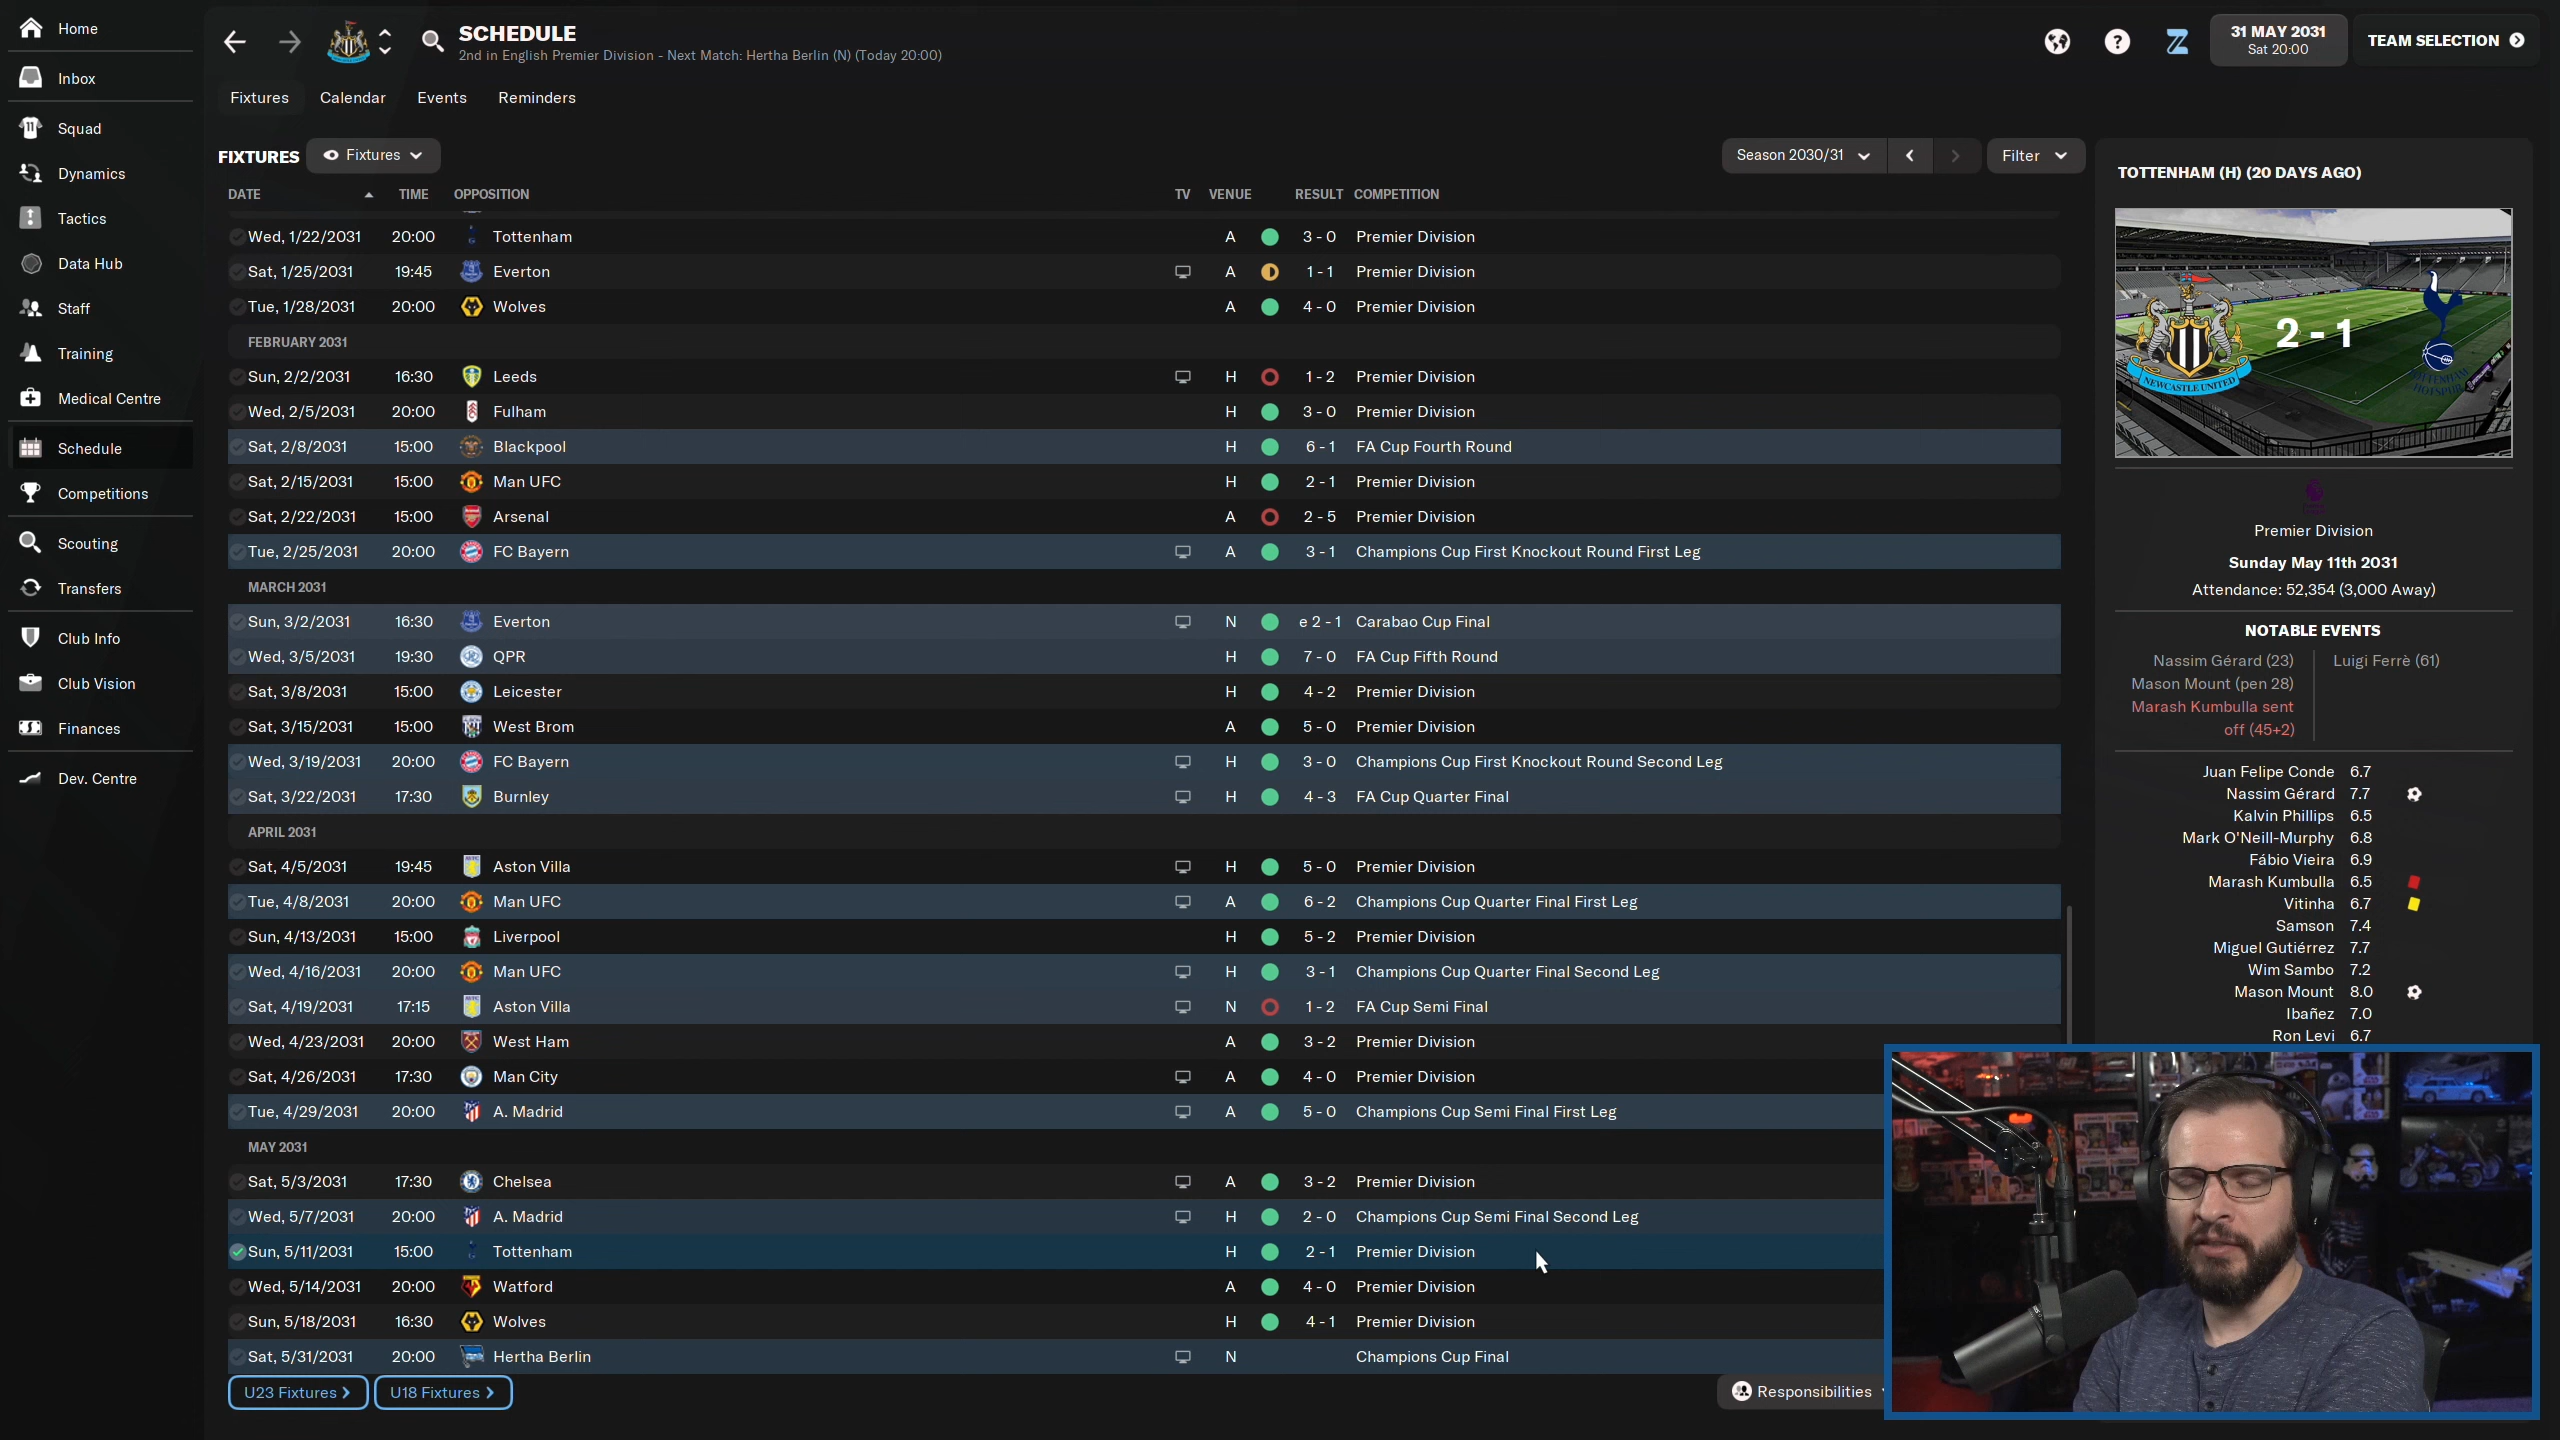 Home
Inbox
Squad
Dynamics
Tactics
Data Hub
Staff
Training
Medical Centre
Schedule
Competitions
Scouting
Transfers
Club Info
Club Vision
Finances
Dev. Centre
SCHEDULE
2nd in English Premier Division - Next Match: Hertha Berlin (N) (Today 20:00)
31 MAY 2031
Sat 20:00
TEAM SELECTION
Fixtures Calendar Events Reminders
FIXTURES Fixtures Season 2030/31 Filter
DATE TIME OPPOSITION TV VENUE RESULT COMPETITION
Wed, 1/22/2031 20:00 Tottenham A 3 - 0 Premier Division
Sat, 1/25/2031 19:45 Everton A 1 - 1 Premier Division
Tue, 1/28/2031 20:00 Wolves A 4 - 0 Premier Division
FEBRUARY 2031
Sun, 2/2/2031 16:30 Leeds H 1 - 2 Premier Division
Wed, 2/5/2031 20:00 Fulham H 3 - 0 Premier Division
Sat, 2/8/2031 15:00 Blackpool H 6 - 1 FA Cup Fourth Round
Sat, 2/15/2031 15:00 Man UFC H 2 - 1 Premier Division
Sat, 2/22/2031 15:00 Arsenal A 2 - 5 Premier Division
Tue, 2/25/2031 20:00 FC Bayern A 3 - 1 Champions Cup First Knockout Round First Leg
MARCH 2031
Sun, 3/2/2031 16:30 Everton N e 2 - 1 Carabao Cup Final
Wed, 3/5/2031 19:30 QPR H 7 - 0 FA Cup Fifth Round
Sat, 3/8/2031 15:00 Leicester H 4 - 2 Premier Division
Sat, 3/15/2031 15:00 West Brom A 5 - 0 Premier Division
Wed, 3/19/2031 20:00 FC Bayern H 3 - 0 Champions Cup First Knockout Round Second Leg
Sat, 3/22/2031 17:30 Burnley H 4 - 3 FA Cup Quarter Final
APRIL 2031
Sat, 4/5/2031 19:45 Aston Villa H 5 - 0 Premier Division
Tue, 4/8/2031 20:00 Man UFC A 6 - 2 Champions Cup Quarter Final First Leg
Sun, 4/13/2031 15:00 Liverpool H 5 - 2 Premier Division
Wed, 4/16/2031 20:00 Man UFC H 3 - 1 Champions Cup Quarter Final Second Leg
Sat, 4/19/2031 17:15 Aston Villa N 1 - 2 FA Cup Semi Final
Wed, 4/23/2031 20:00 West Ham A 3 - 2 Premier Division
Sat, 4/26/2031 17:30 Man City A 4 - 0 Premier Division
Tue, 4/29/2031 20:00 A. Madrid A 5 - 0 Champions Cup Semi Final First Leg
MAY 2031
Sat, 5/3/2031 17:30 Chelsea A 3 - 2 Premier Division
Wed, 5/7/2031 20:00 A. Madrid H 2 - 0 Champions Cup Semi Final Second Leg
Sun, 5/11/2031 15:00 Tottenham H 2 - 1 Premier Division
Wed, 5/14/2031 20:00 Watford A 4 - 0 Premier Division
Sun, 5/18/2031 16:30 Wolves H 4 - 1 Premier Division
Sat, 5/31/2031 20:00 Hertha Berlin N Champions Cup Final
U23 Fixtures U18 Fixtures Responsibilities
TOTTENHAM (H) (20 DAYS AGO)
2 - 1
NEWCASTLE UNITED
TOTTENHAM
HOTSPUR
Premier Division
Sunday May 11th 2031
Attendance: 52,354 (3,000 Away)
NOTABLE EVENTS
Nassim Gérard (23) Luigi Ferrè (61)
Mason Mount (pen 28)
Marash Kumbulla sent
off (45+2)
Juan Felipe Conde 6.7
Nassim Gérard 7.7
Kalvin Phillips 6.5
Mark O'Neill-Murphy 6.8
Fábio Vieira 6.9
Marash Kumbulla 6.5
Vitinha 6.7
Samson 7.4
Miguel Gutiérrez 7.7
Wim Sambo 7.2
Mason Mount 8.0
Ibañez 7.0
Ron Levi 6.7